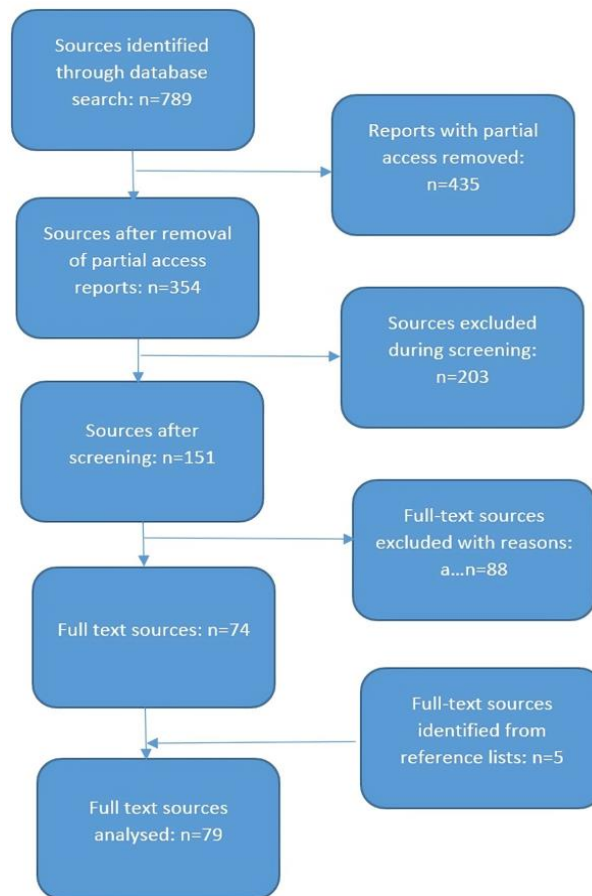 Sources identified
through database
search: n=789
Reports with partial
access removed:
n=435
Sources after removal
of partial access
reports: n=354
Sources excluded
during screening:
n=203
Sources after
screening: n=151
Full-text sources
excluded with reasons:
a...n=88
Full text sources: n=74
Full-text sources
identified from
reference lists: n=5
Full text sources
analysed: n=79